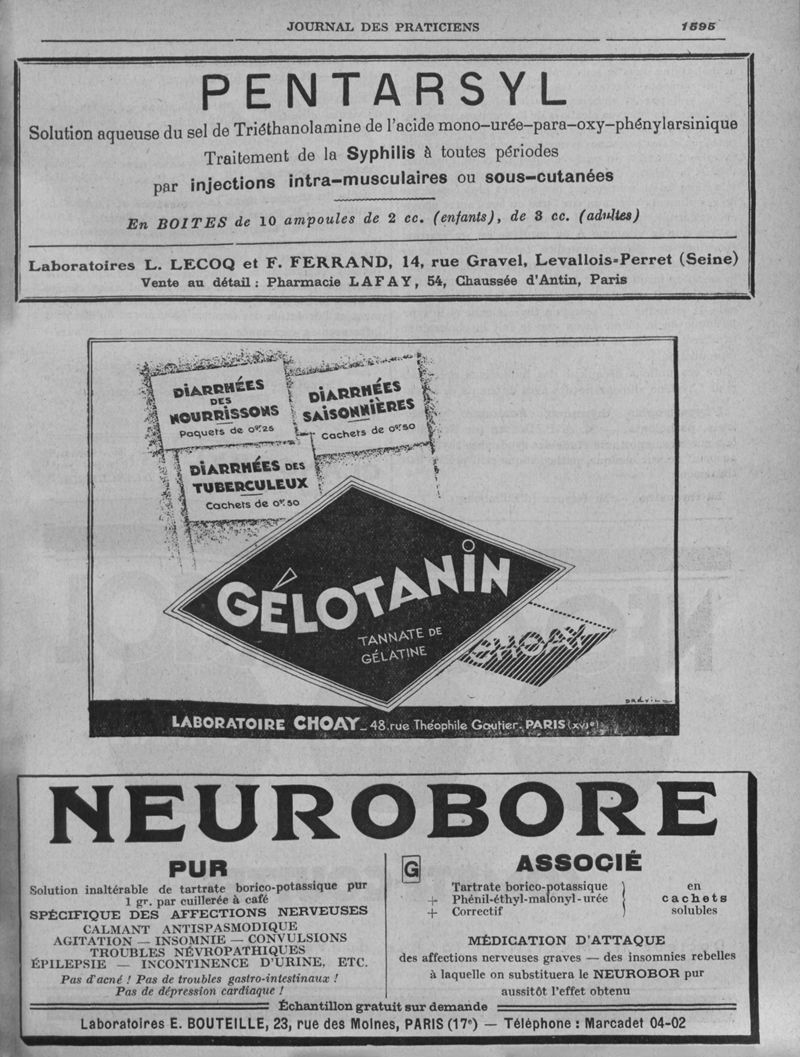 JOURNAL DES PRATICIENS 1595
PENTARSYL
Solution aqueuse du sel de Triéthanolamine de l'acide mono-urée-para-oxy-phénylarsinique
Traitement de la Syphilis à toutes périodes
par injections intra-musculaires ou sous-cutanées
En BOITES de 10 ampoules de 2 cc. (enfants), de 3 cc. (adultes)
Laboratoires L. LECOQ et F. FERRAND, 14, rue Gravel, Levallois-Perret (Seine)
Vente au détail : Pharmacie LAFAY, 54, Chaussée d'Antin, Paris
DIARRHÉES
DES
NOURRISSONS
Paquets de 0gr.25
DIARRHÉES
SAISONNIÈRES
Cachets de 0gr.50
DIARRHÉES DES
TUBERCULEUX
Cachets de 0gr.50
GÉLOTANIN
TANNATE DE
GÉLATINE
CHOAY
LABORATOIRE CHOAY_48.rue Théophile Gautier. PARIS (XVIe)
NEUROBORE
PUR
Solution inaltérable de tartrate borico-potassique pur
1 gr. par cuillerée à café
SPÉCIFIQUE DES AFFECTIONS NERVEUSES
CALMANT ANTISPASMODIQUE
AGITATION — INSOMNIE — CONVULSIONS
TROUBLES NÉVROPATHIQUES
ÉPILEPSIE — INCONTINENCE D'URINE, ETC.
Pas d'acné ! Pas de troubles gastro-intestinaux !
Pas de dépression cardiaque !
G ASSOCIÉ
Tartrate borico-potassique ) en
+ Phénil-éthyl-malonyl-urée } cachets
+ Correctif ) solubles
MÉDICATION D'ATTAQUE
des affections nerveuses graves — des insomnies rebelles
à laquelle on substituera le NEUROBOR pur
aussitôt l'effet obtenu
Échantillon gratuit sur demande
Laboratoires E. BOUTEILLE, 23, rue des Moines, PARIS (17e) — Téléphone : Marcadet 04-02